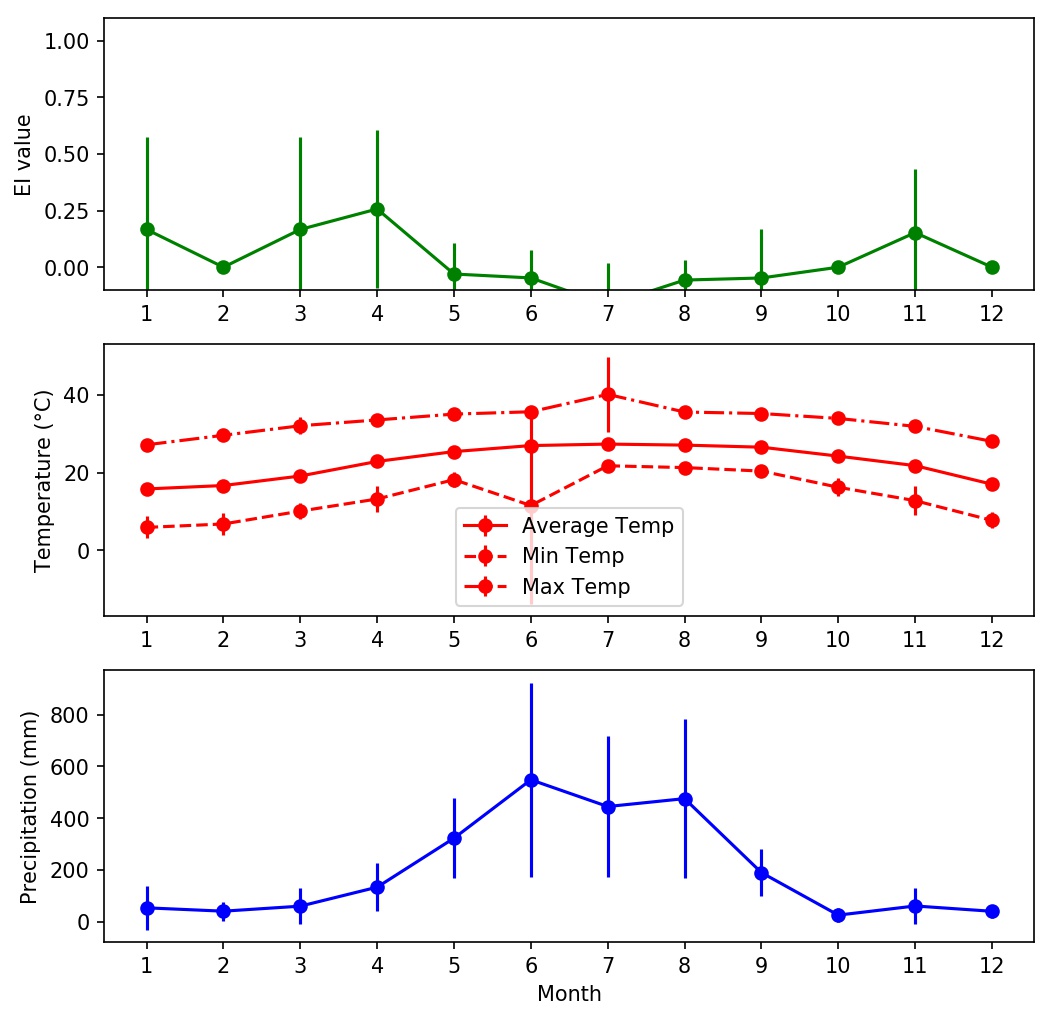 1.00
0.75
0.50
0.25
0.00
EI value
1 2 3 4 5 6 7 8 9 10 11 12
40
20
0
Temperature (°C)
Average Temp
Min Temp
Max Temp
1 2 3 4 5 6 7 8 9 10 11 12
800
600
400
200
0
Precipitation (mm)
1 2 3 4 5 6 7 8 9 10 11 12
Month